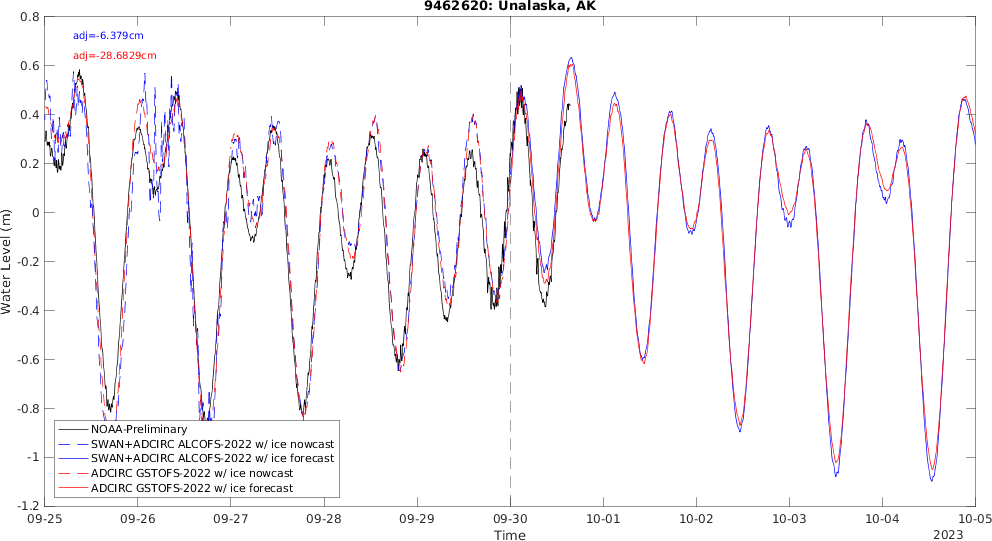 9462620: Unalaska, AK
adj=-6.379cm
adj=-28.6829cm
Water Level (m)
0.8
0.6
0.4
0.2
0
-0.2
-0.4
-0.6
-0.8
-1
-1.2
NOAA-Preliminary
SWAN+ADCIRC ALCOFS-2022 w/ ice nowcast
SWAN+ADCIRC ALCOFS-2022 w/ ice forecast
ADCIRC GSTOFS-2022 w/ ice nowcast
ADCIRC GSTOFS-2022 w/ ice forecast
09-25 09-26 09-27 09-28 09-29 09-30 10-01 10-02 10-03 10-04 10-05
Time
2023